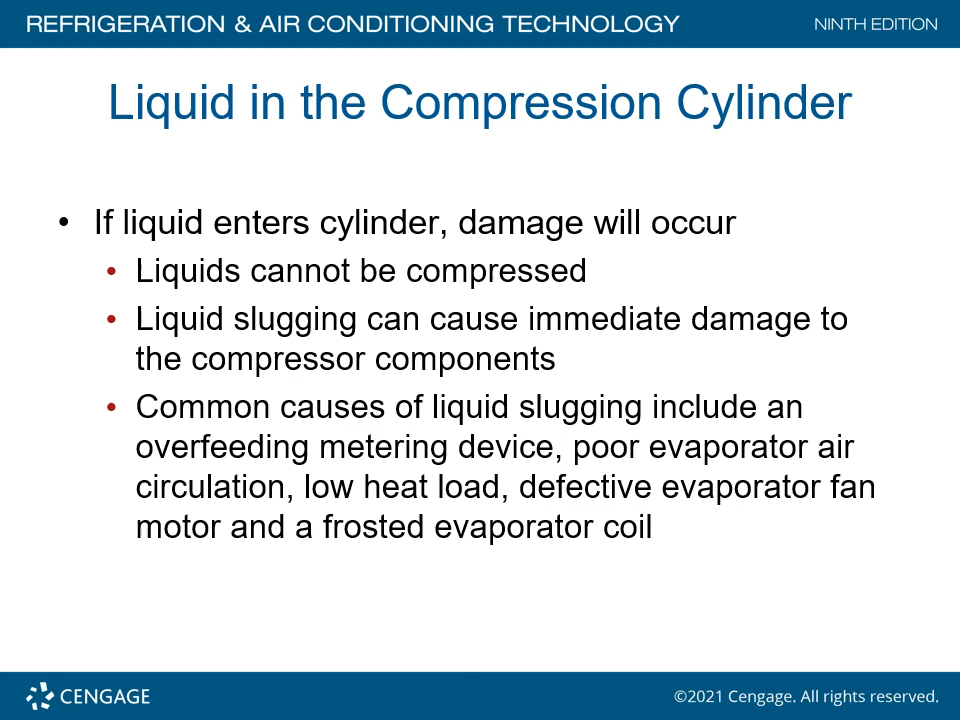 REFRIGERATION & AIR CONDITIONING TECHNOLOGY
NINTH EDITION
Liquid in the Compression Cylinder
• If liquid enters cylinder, damage will occur
• Liquids cannot be compressed
• Liquid slugging can cause immediate damage to
the compressor components
• Common causes of liquid slugging include an
overfeeding metering device, poor evaporator air
circulation, low heat load, defective evaporator fan
motor and a frosted evaporator coil
CENGAGE
©2021 Cengage. All rights reserved.